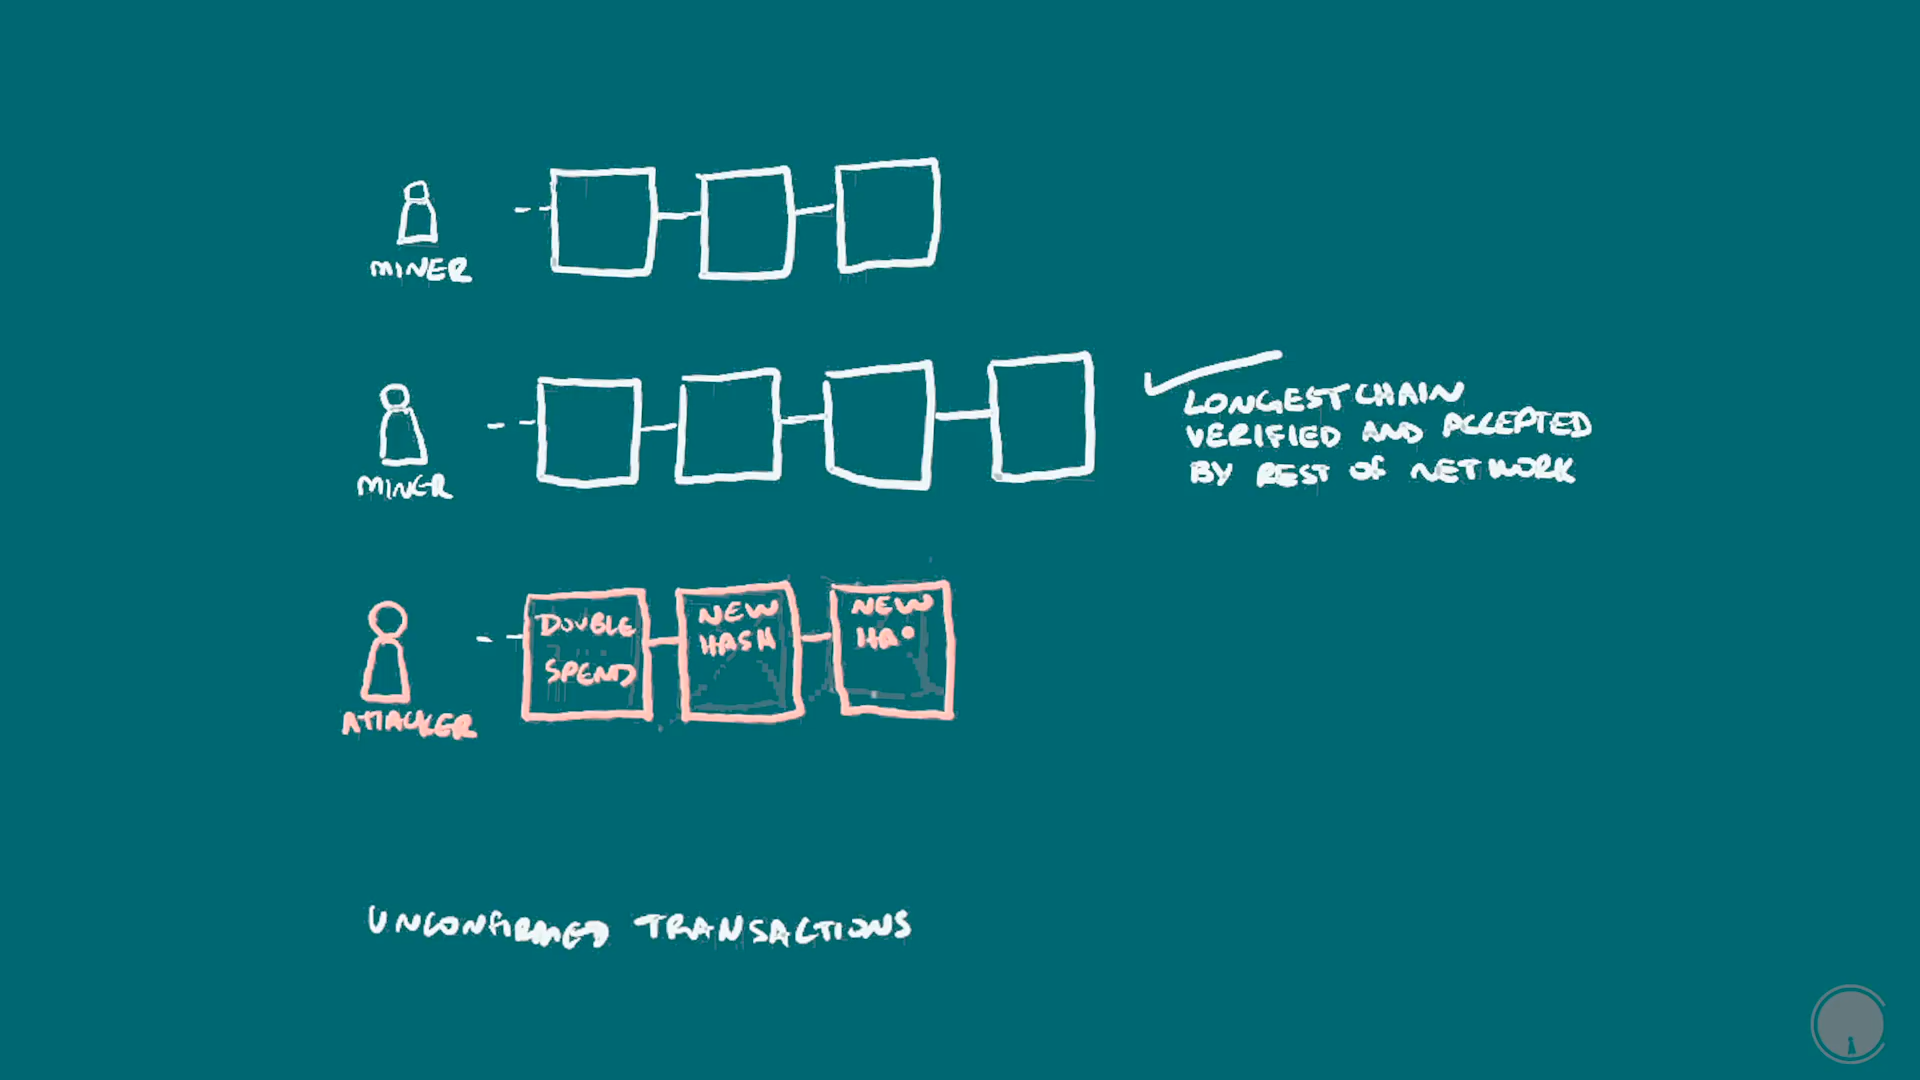 MINER
MINER
LONGEST CHAIN
VERIFIED AND ACCEPTED
BY REST OF NETWORK
DOUBLE
SPEND
NEW
HASH
NEW
ATTACKER
UNCONFIRMED TRANSACTIONS